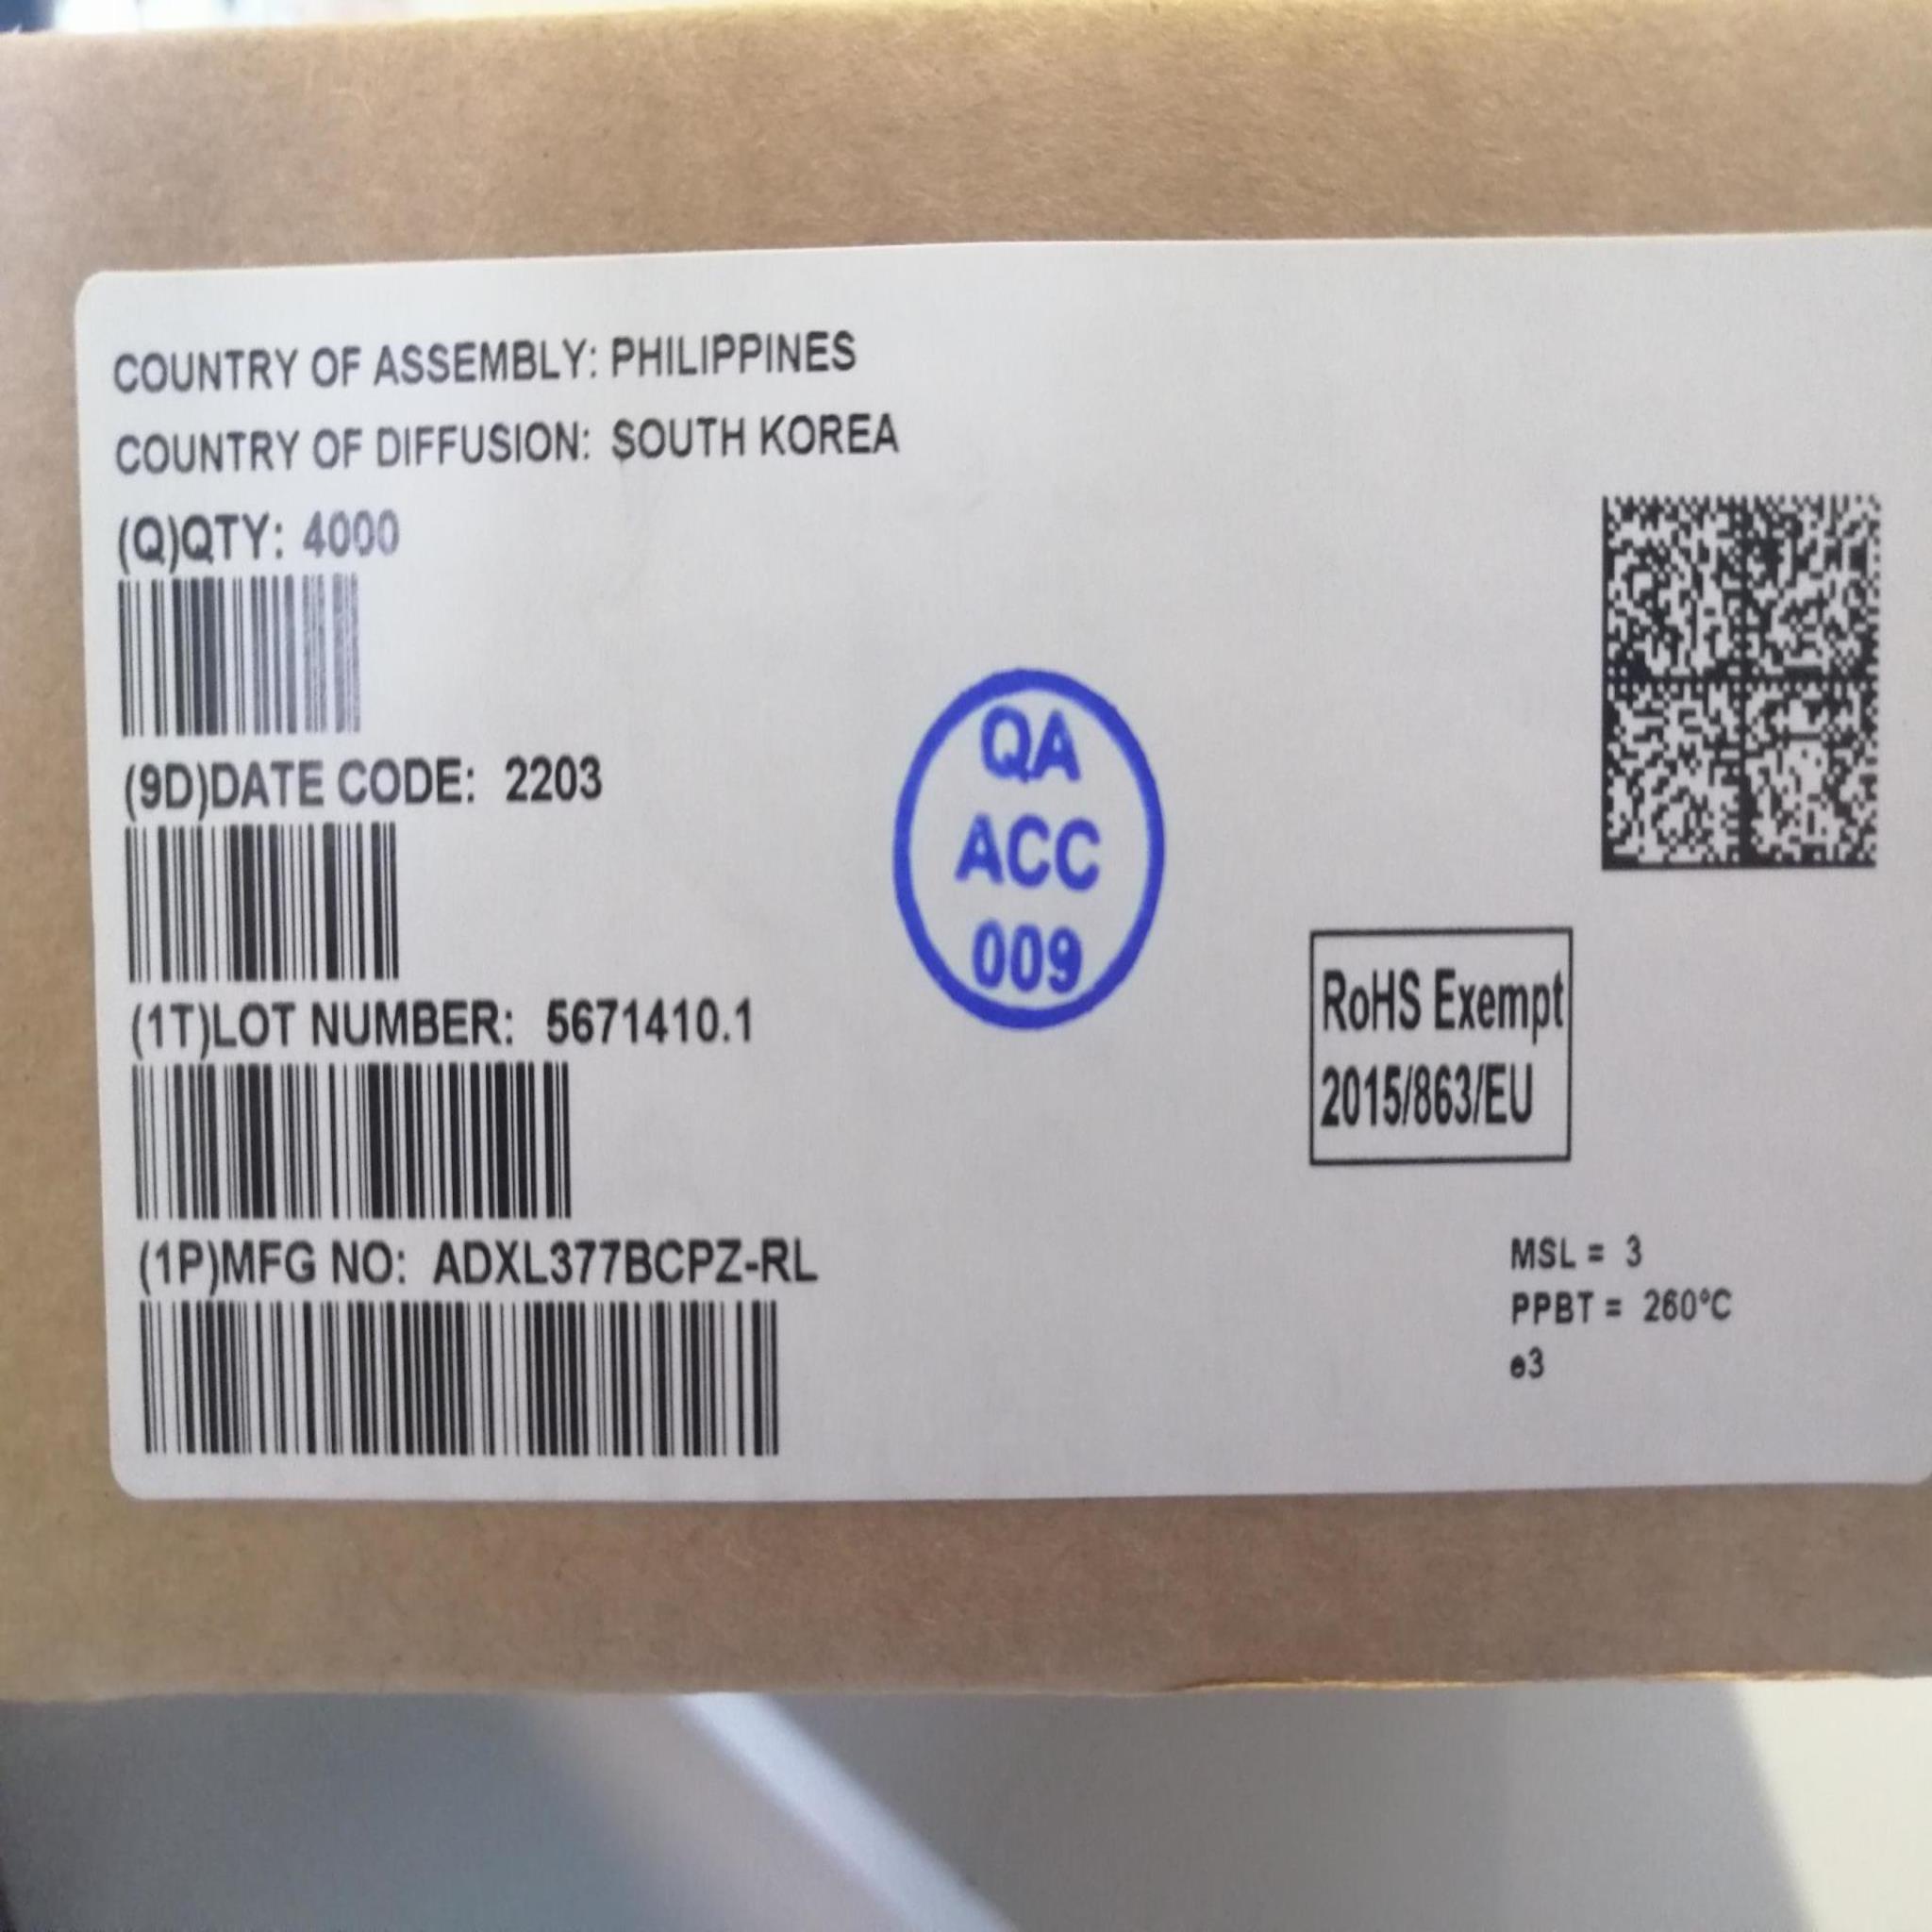 COUNTRY OF ASSEMBLY: PHILIPPINES
COUNTRY OF DIFFUSION: SOUTH KOREA
(Q)QTY: 4000
(9D)DATE CODE: 2203
(1T)LOT NUMBER: 5671410.1
(1P)MFG NO: ADXL377BCPZ-RL
QA
ACC
009
RoHS Exempt
2015/863/EU
MSL = 3
PPBT = 260°C
e3